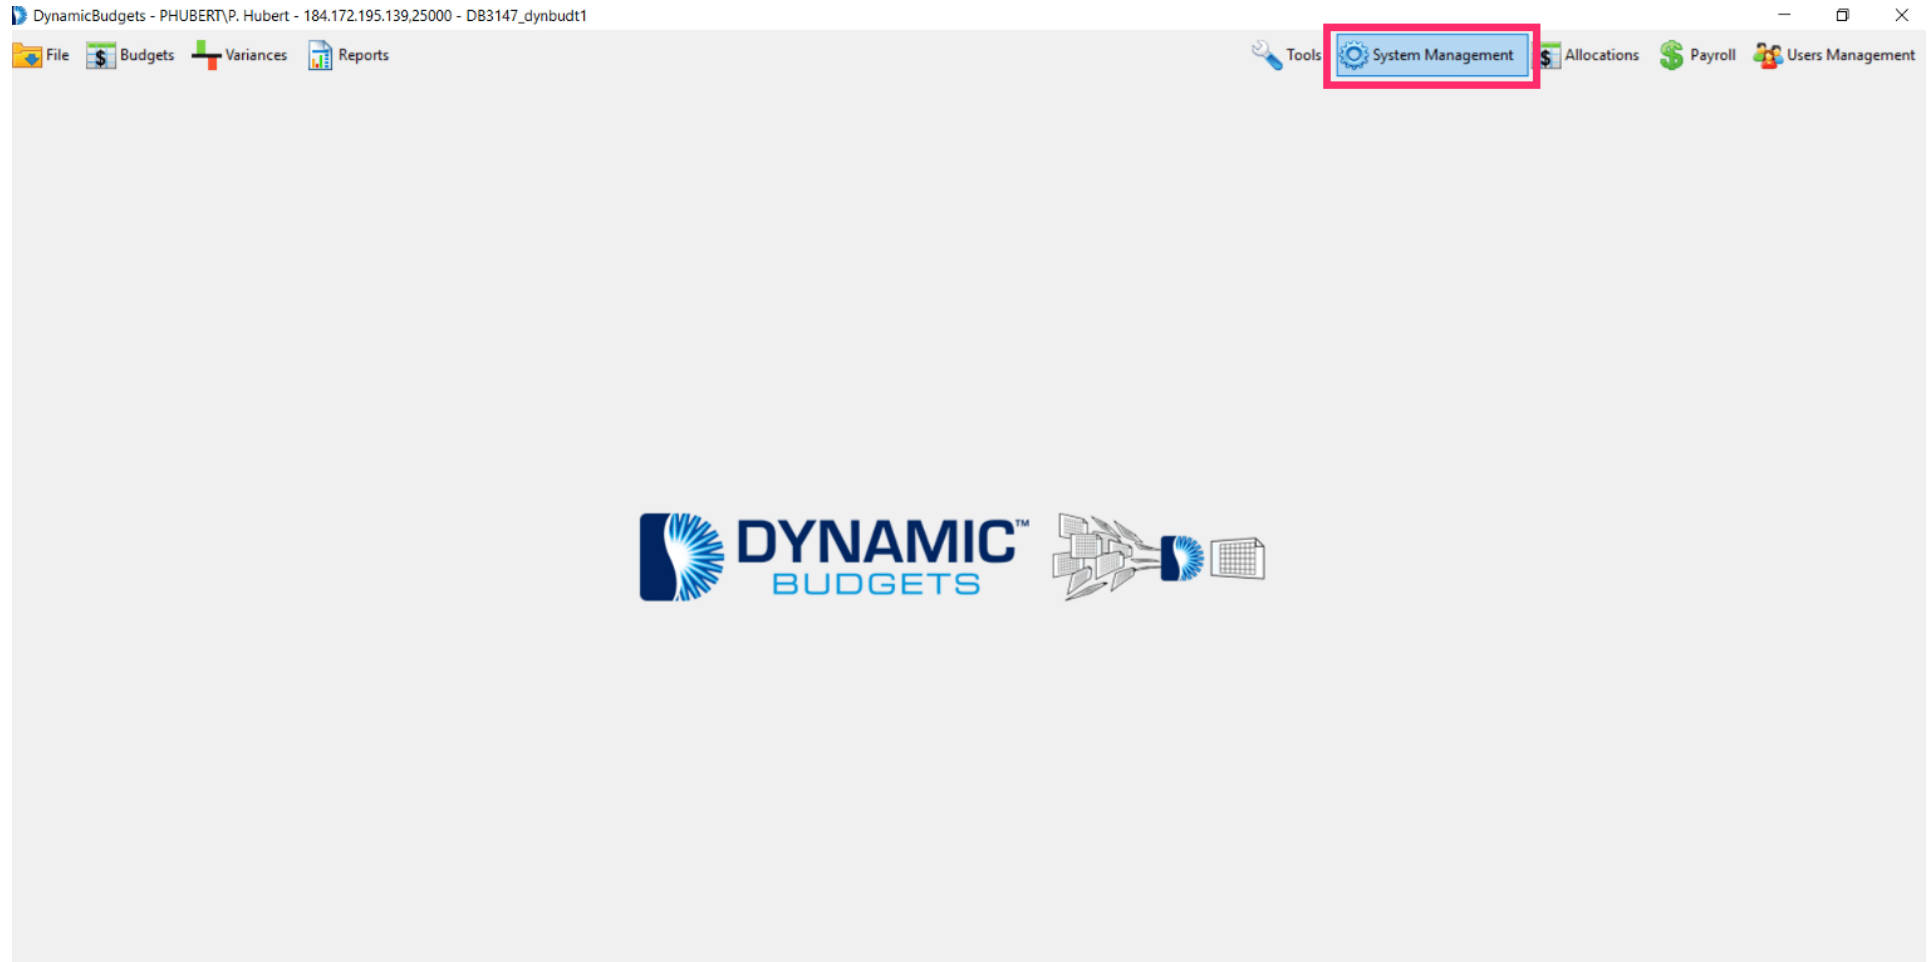 DynamicBudgets - PHUBERT\P. Hubert - 184.172.195.139,25000 - DB3147_dynbudt1
File Budgets Variances Reports Tools System Management Allocations Payroll Users Management
DYNAMIC™
BUDGETS